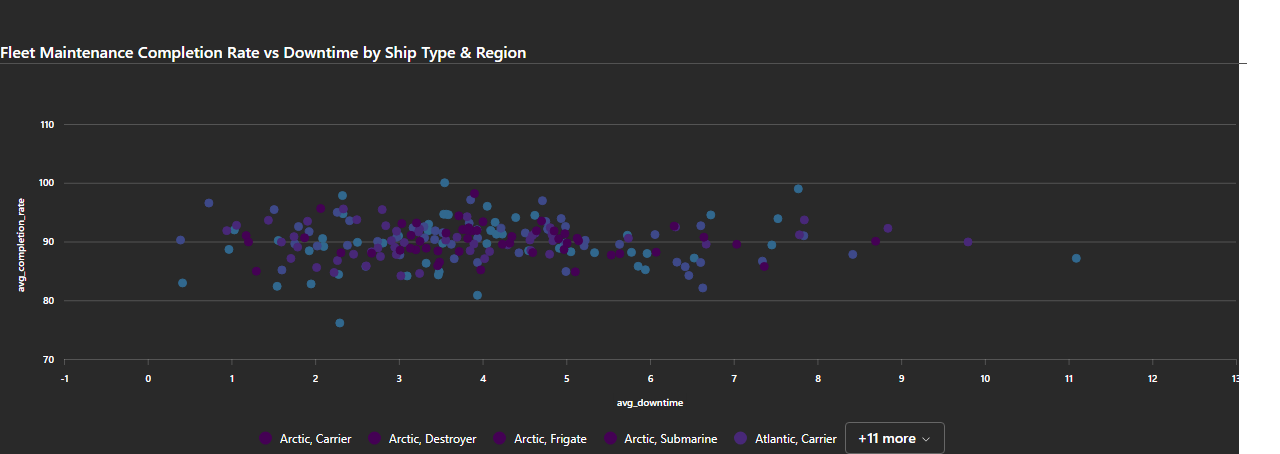 Fleet Maintenance Completion Rate vs Downtime by Ship Type & Region
110
100
90
80
70
avg_completion_rate
-1 0 1 2 3 4 5 6 7 8 9 10 11 12 13
avg_downtime
Arctic, Carrier Arctic, Destroyer Arctic, Frigate Arctic, Submarine Atlantic, Carrier +11 more